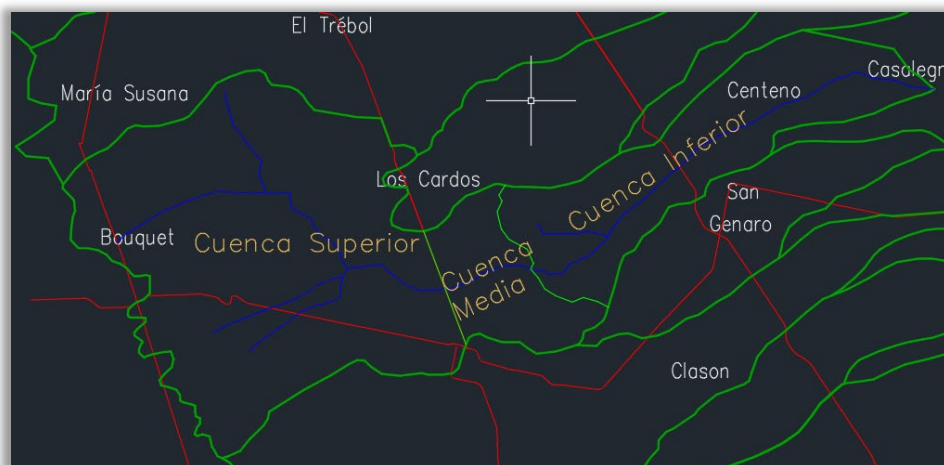 El Trébol
María Susana
Casalegn
Centeno
Los Cardos
Cuenca Inferior
San
Genaro
Bouquet
Cuenca Superior
Cuenca
Media
Clason